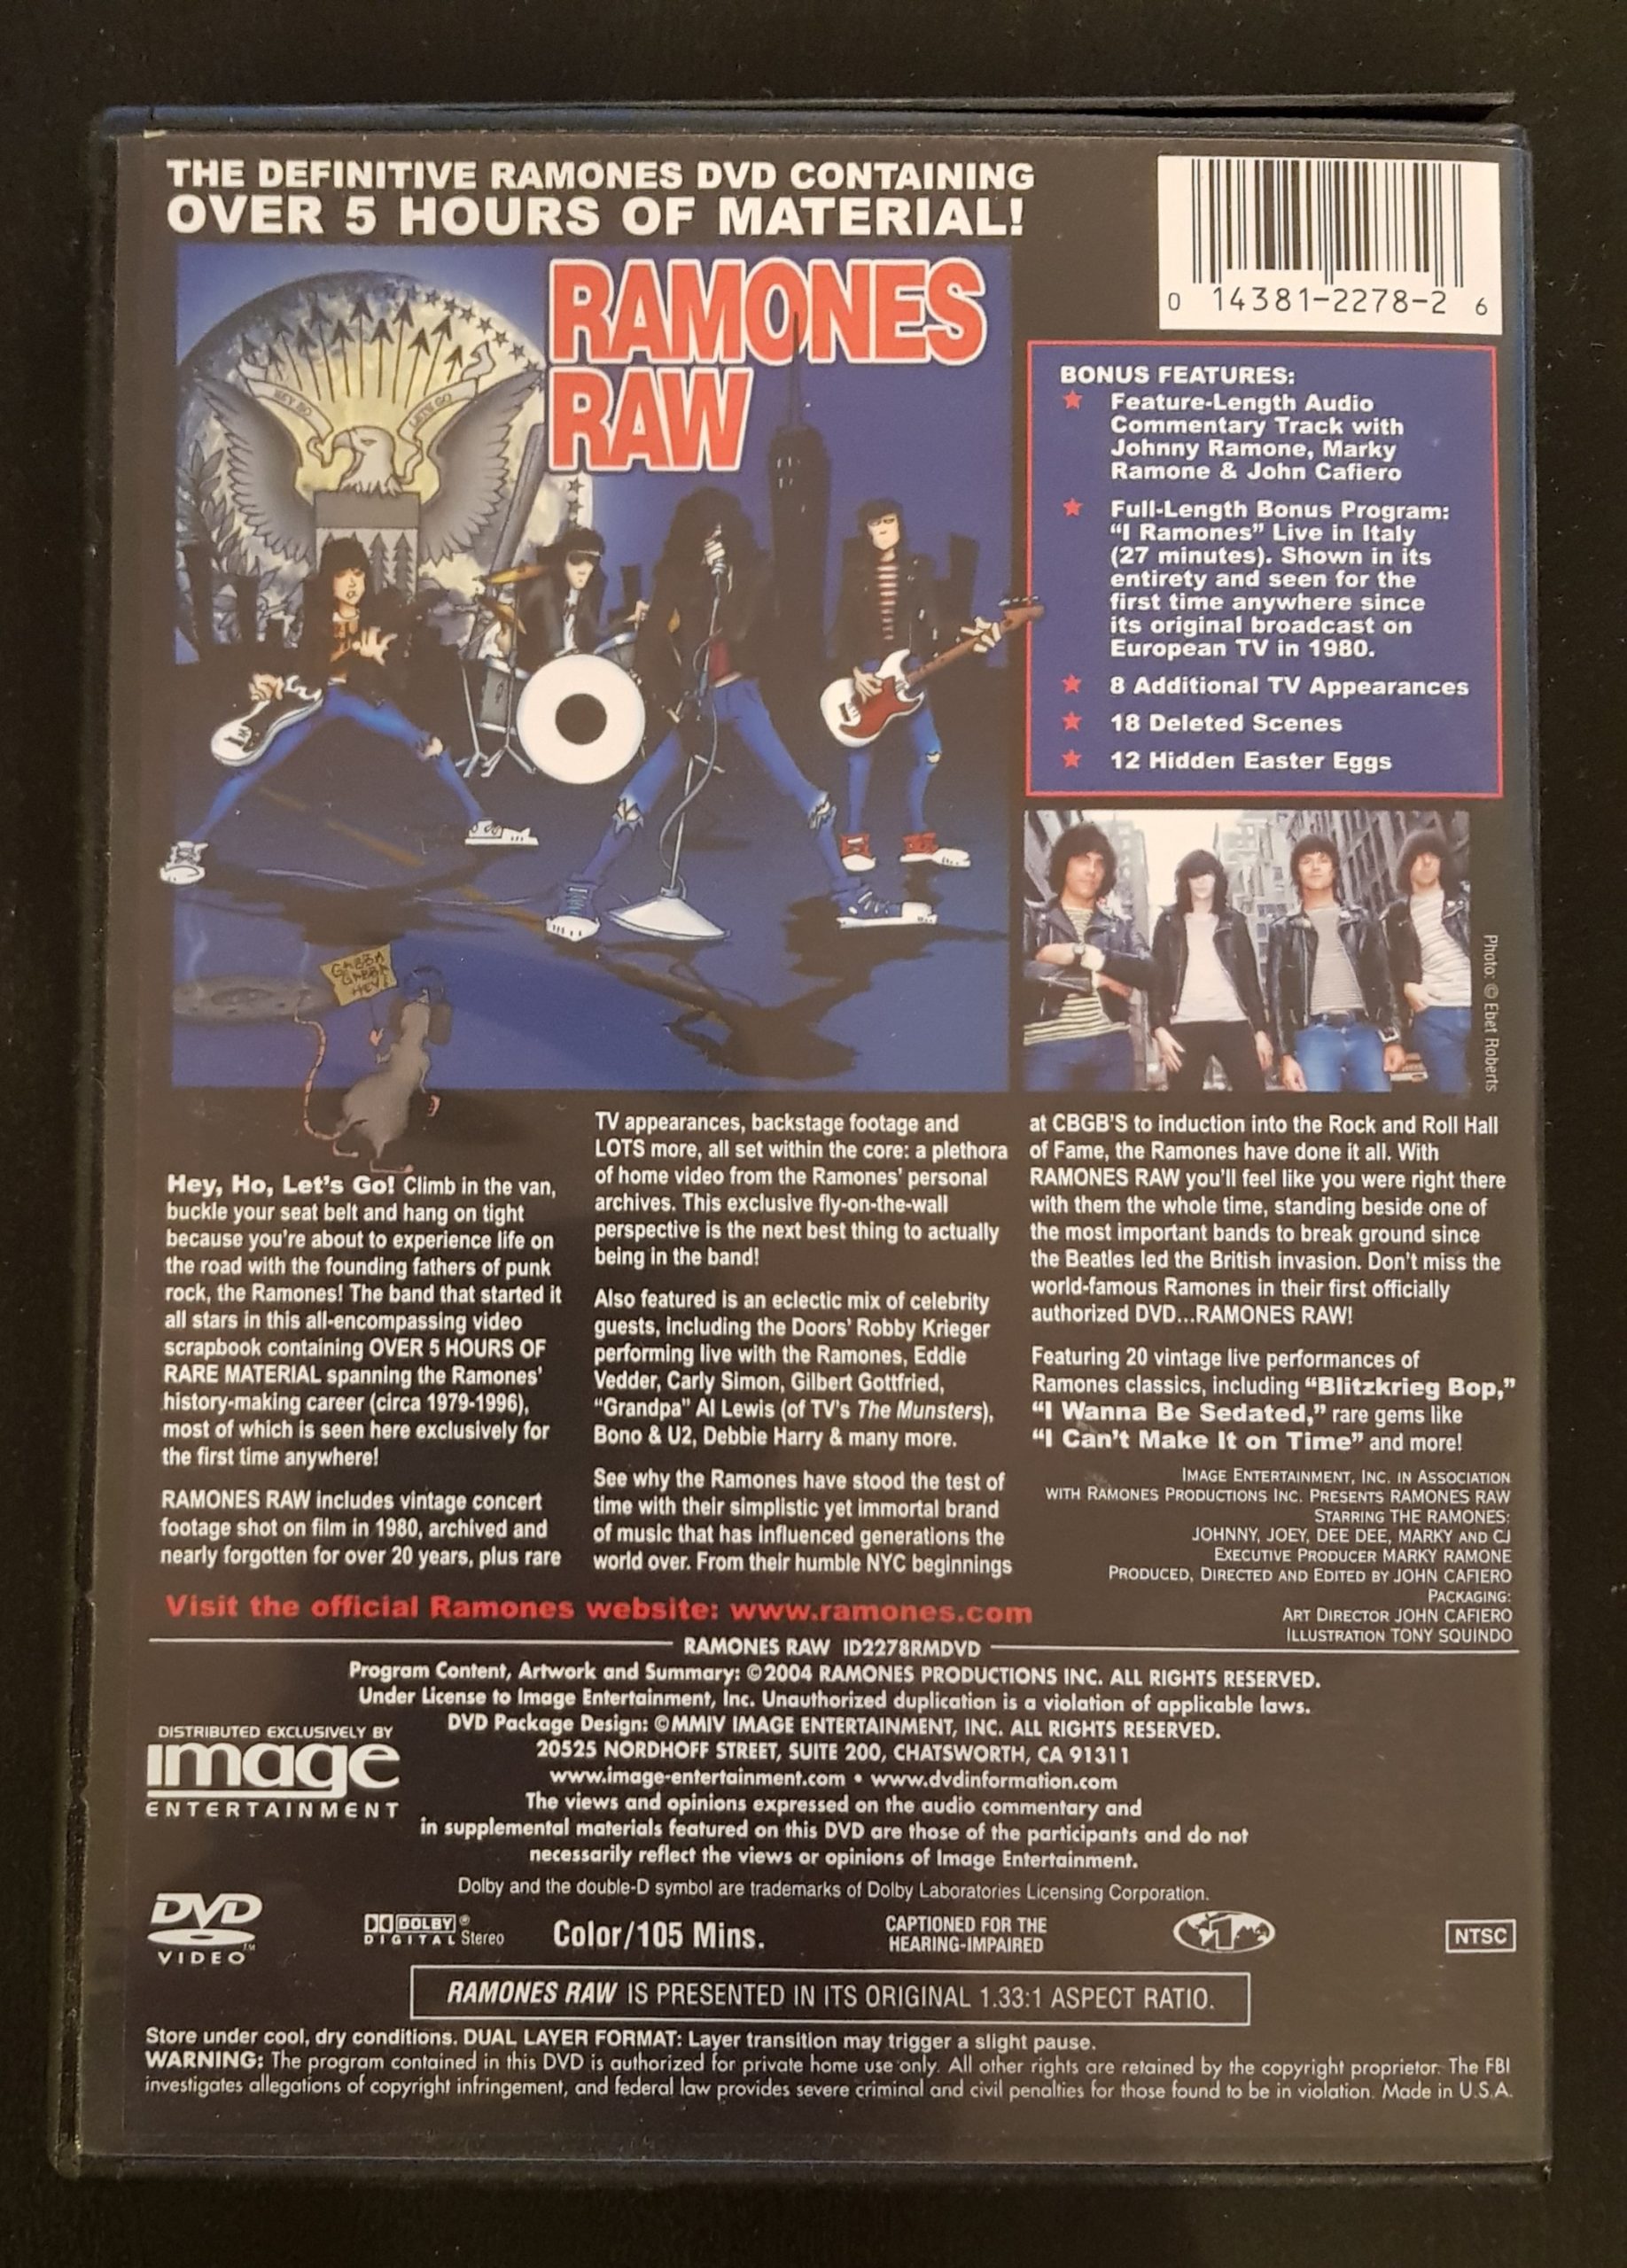 THE DEFINITIVE RAMONES DVD CONTAINING
OVER 5 HOURS OF MATERIAL!
0 14381-2278-2 6
RAMONES
RAW
HEY HO
LET'S GO
GABBA
GABBA
HEY!
BONUS FEATURES:
Feature-Length Audio
Commentary Track with
Johnny Ramone, Marky
Ramone & John Cafiero
Full-Length Bonus Program:
“I Ramones” Live in Italy
(27 minutes). Shown in its
entirety and seen for the
first time anywhere since
its original broadcast on
European TV in 1980.
8 Additional TV Appearances
18 Deleted Scenes
12 Hidden Easter Eggs
Photo: © Ebet Roberts
Hey, Ho, Let’s Go! Climb in the van,
buckle your seat belt and hang on tight
because you’re about to experience life on
the road with the founding fathers of punk
rock, the Ramones! The band that started it
all stars in this all-encompassing video
scrapbook containing OVER 5 HOURS OF
RARE MATERIAL spanning the Ramones’
history-making career (circa 1979-1996),
most of which is seen here exclusively for
the first time anywhere!
RAMONES RAW includes vintage concert
footage shot on film in 1980, archived and
nearly forgotten for over 20 years, plus rare
TV appearances, backstage footage and
LOTS more, all set within the core: a plethora
of home video from the Ramones’ personal
archives. This exclusive fly-on-the-wall
perspective is the next best thing to actually
being in the band!
Also featured is an eclectic mix of celebrity
guests, including the Doors’ Robby Krieger
performing live with the Ramones, Eddie
Vedder, Carly Simon, Gilbert Gottfried,
“Grandpa” Al Lewis (of TV’s The Munsters),
Bono & U2, Debbie Harry & many more.
See why the Ramones have stood the test of
time with their simplistic yet immortal brand
of music that has influenced generations the
world over. From their humble NYC beginnings
at CBGB’S to induction into the Rock and Roll Hall
of Fame, the Ramones have done it all. With
RAMONES RAW you’ll feel like you were right there
with them the whole time, standing beside one of
the most important bands to break ground since
the Beatles led the British invasion. Don’t miss the
world-famous Ramones in their first officially
authorized DVD...RAMONES RAW!
Featuring 20 vintage live performances of
Ramones classics, including “Blitzkrieg Bop,”
“I Wanna Be Sedated,” rare gems like
“I Can’t Make It on Time” and more!
IMAGE ENTERTAINMENT, INC. IN ASSOCIATION
WITH RAMONES PRODUCTIONS INC. PRESENTS RAMONES RAW
STARRING THE RAMONES:
JOHNNY, JOEY, DEE DEE, MARKY AND CJ
EXECUTIVE PRODUCER MARKY RAMONE
PRODUCED, DIRECTED AND EDITED BY JOHN CAFIERO
PACKAGING:
ART DIRECTOR JOHN CAFIERO
ILLUSTRATION TONY SQUINDO
Visit the official Ramones website: www.ramones.com
RAMONES RAW ID2278RMDVD
Program Content, Artwork and Summary: ©2004 RAMONES PRODUCTIONS INC. ALL RIGHTS RESERVED.
Under License to Image Entertainment, Inc. Unauthorized duplication is a violation of applicable laws.
DVD Package Design: ©MMIV IMAGE ENTERTAINMENT, INC. ALL RIGHTS RESERVED.
20525 NORDHOFF STREET, SUITE 200, CHATSWORTH, CA 91311
www.image-entertainment.com • www.dvdinformation.com
The views and opinions expressed on the audio commentary and
in supplemental materials featured on this DVD are those of the participants and do not
necessarily reflect the views or opinions of Image Entertainment.
DISTRIBUTED EXCLUSIVELY BY
image
ENTERTAINMENT
Dolby and the double-D symbol are trademarks of Dolby Laboratories Licensing Corporation.
DVD
VIDEO™
DOLBY®
DIGITAL Stereo
Color/105 Mins.
CAPTIONED FOR THE
HEARING-IMPAIRED
1
NTSC
RAMONES RAW IS PRESENTED IN ITS ORIGINAL 1.33:1 ASPECT RATIO.
Store under cool, dry conditions. DUAL LAYER FORMAT: Layer transition may trigger a slight pause.
WARNING: The program contained in this DVD is authorized for private home use only. All other rights are retained by the copyright proprietor. The FBI
investigates allegations of copyright infringement, and federal law provides severe criminal and civil penalties for those found to be in violation. Made in U.S.A.